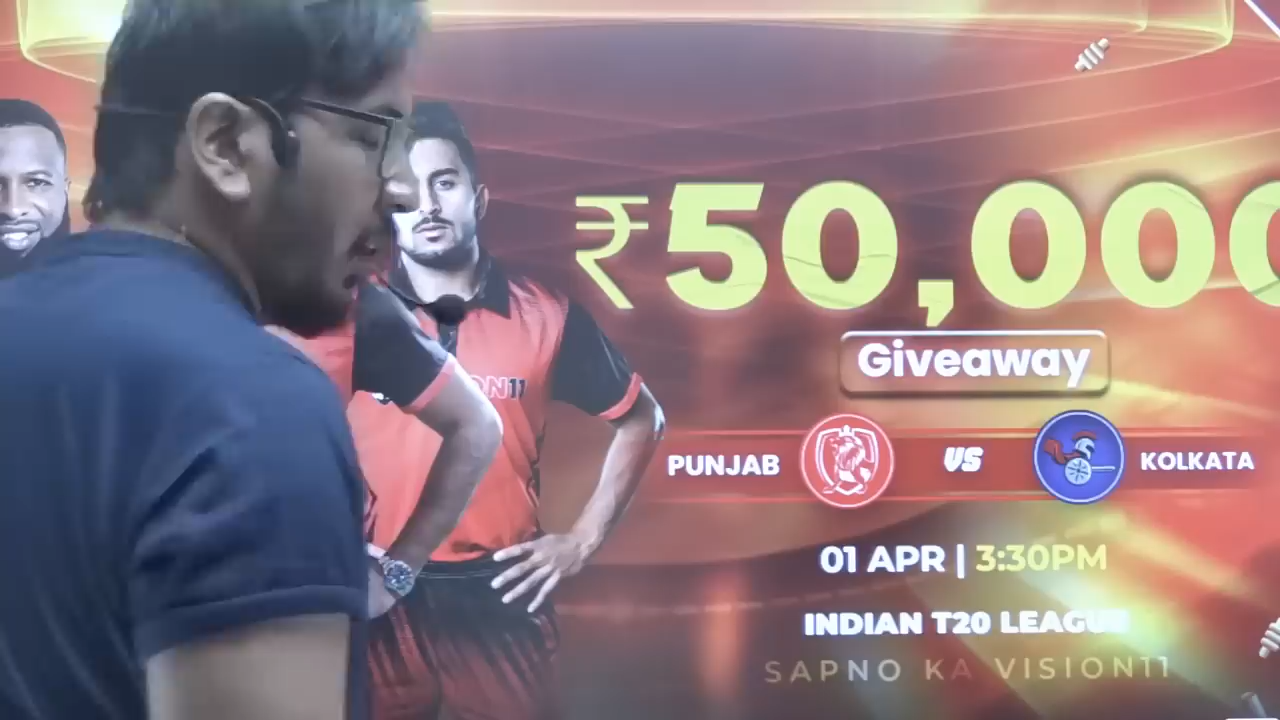 ₹50,000
Giveaway
PUNJAB VS KOLKATA
01 APR | 3:30PM
INDIAN T20 LEAGUE
SAPNO KA VISION11